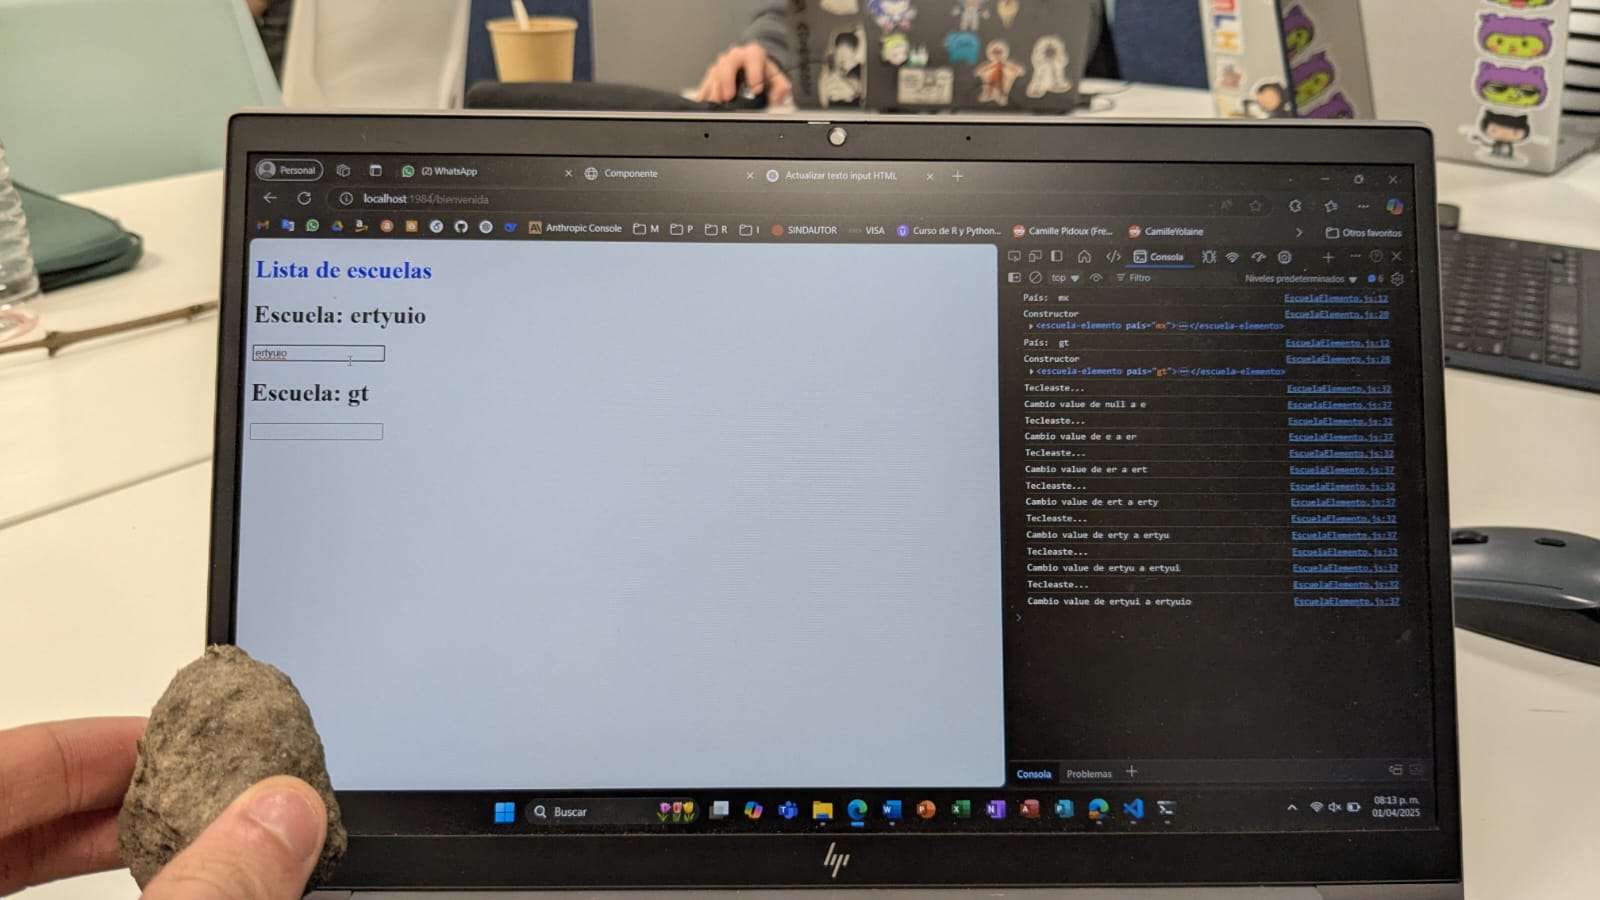 Personal
(2) WhatsApp
Componente
Actualizar texto input HTML
localhost:1984/bienvenida
Anthropic Console
M
P
R
I
SINDAUTOR
VISA
Curso de R y Python...
Camille Pidoux (Fre...
CamilleYolaine
Otros favoritos
Lista de escuelas
Escuela: ertyuio
ertyuio
Escuela: gt
Consola
top
Filtro
Niveles predeterminados
6
País: mx EscuelaElemento.js:12
Constructor EscuelaElemento.js:28
<escuela-elemento pais="mx">…</escuela-elemento>
País: gt EscuelaElemento.js:12
Constructor EscuelaElemento.js:28
<escuela-elemento pais="gt">…</escuela-elemento>
Tecleaste... EscuelaElemento.js:32
Cambio value de null a e EscuelaElemento.js:37
Tecleaste... EscuelaElemento.js:32
Cambio value de e a er EscuelaElemento.js:37
Tecleaste... EscuelaElemento.js:32
Cambio value de er a ert EscuelaElemento.js:37
Tecleaste... EscuelaElemento.js:32
Cambio value de ert a erty EscuelaElemento.js:37
Tecleaste... EscuelaElemento.js:32
Cambio value de erty a ertyu EscuelaElemento.js:37
Tecleaste... EscuelaElemento.js:32
Cambio value de ertyu a ertyui EscuelaElemento.js:37
Tecleaste... EscuelaElemento.js:32
Cambio value de ertyui a ertyuio EscuelaElemento.js:37
Consola
Problemas
Buscar
08:13 p. m.
01/04/2025
hp